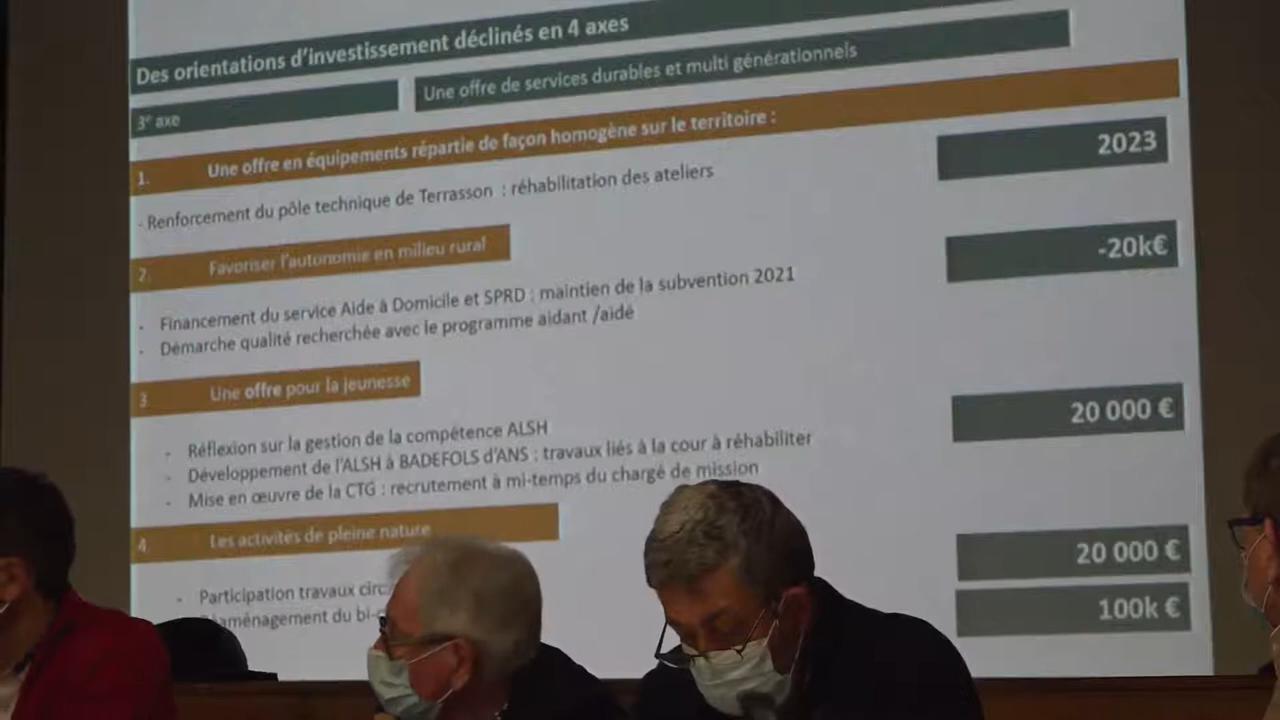 Des orientations d'investissement déclinés en 4 axes
3e axe
Une offre de services durables et multi générationnels
1. Une offre en équipements répartie de façon homogène sur le territoire :
2023
- Renforcement du pôle technique de Terrasson : réhabilitation des ateliers
2. Favoriser l'autonomie en milieu rural
-20k€
- Financement du service Aide à Domicile et SPRD : maintien de la subvention 2021
- Démarche qualité recherchée avec le programme aidant /aidé
3 Une offre pour la jeunesse
20 000 €
- Réflexion sur la gestion de la compétence ALSH
- Développement de l'ALSH à BADEFOLS d'ANS : travaux liés à la cour à réhabiliter
- Mise en œuvre de la CTG : recrutement à mi-temps du chargé de mission
4. Les activités de pleine nature
20 000 €
- Participation travaux
100k €
aménagement du